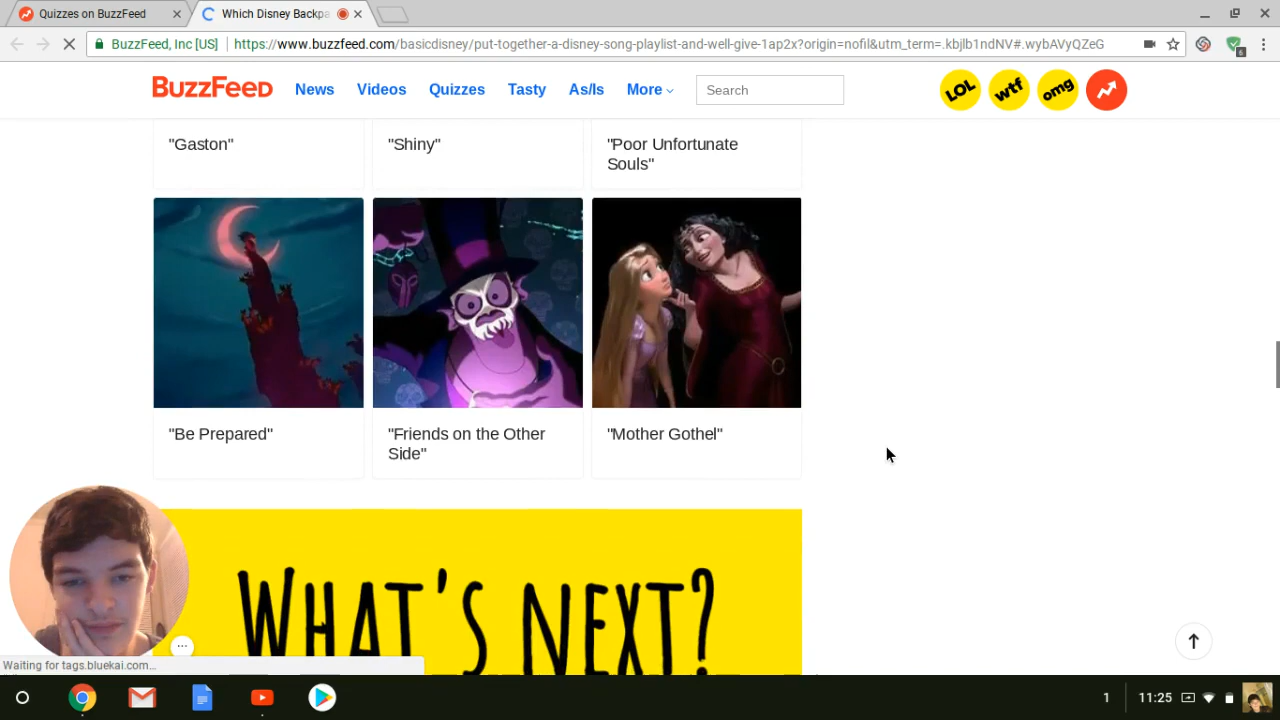 Quizzes on BuzzFeed
Which Disney Backpa
BuzzFeed, Inc [US]
https://www.buzzfeed.com/basicdisney/put-together-a-disney-song-playlist-and-well-give-1ap2x?origin=nofil&utm_term=.kbjlb1ndNV#.wybAVyQZeG
6
BuzzFeed
News
Videos
Quizzes
Tasty
As/Is
More
Search
LOL
wtf
omg
"Gaston"
"Shiny"
"Poor Unfortunate
Souls"
"Be Prepared"
"Friends on the Other
Side"
"Mother Gothel"
WHAT'S NEXT?
Waiting for tags.bluekai.com...
1
11:25